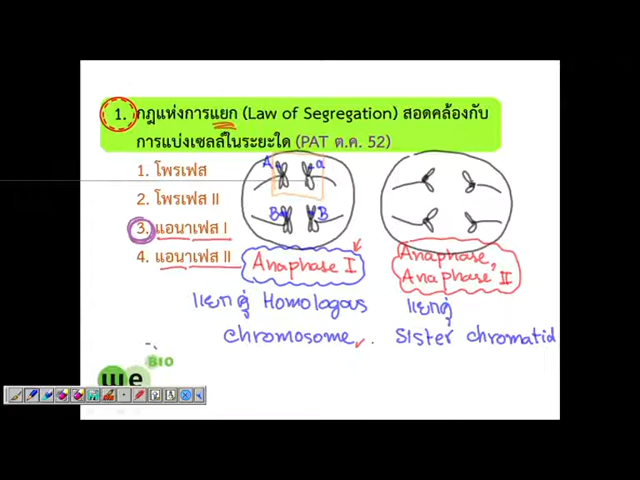 1. กฎแห่งการแยก (Law of Segregation) สอดคล้องกับ
การแบ่งเซลล์ในระยะใด (PAT ต.ค. 52)
1. โพรเฟส
2. โพรเฟส II
3. แอนาเฟส I
4. แอนาเฟส II
A a
B B
Anaphase I
แยกคู่ Homologous
chromosome
Anaphase,
Anaphase II
แยกคู่
Sister chromatid
we BIO